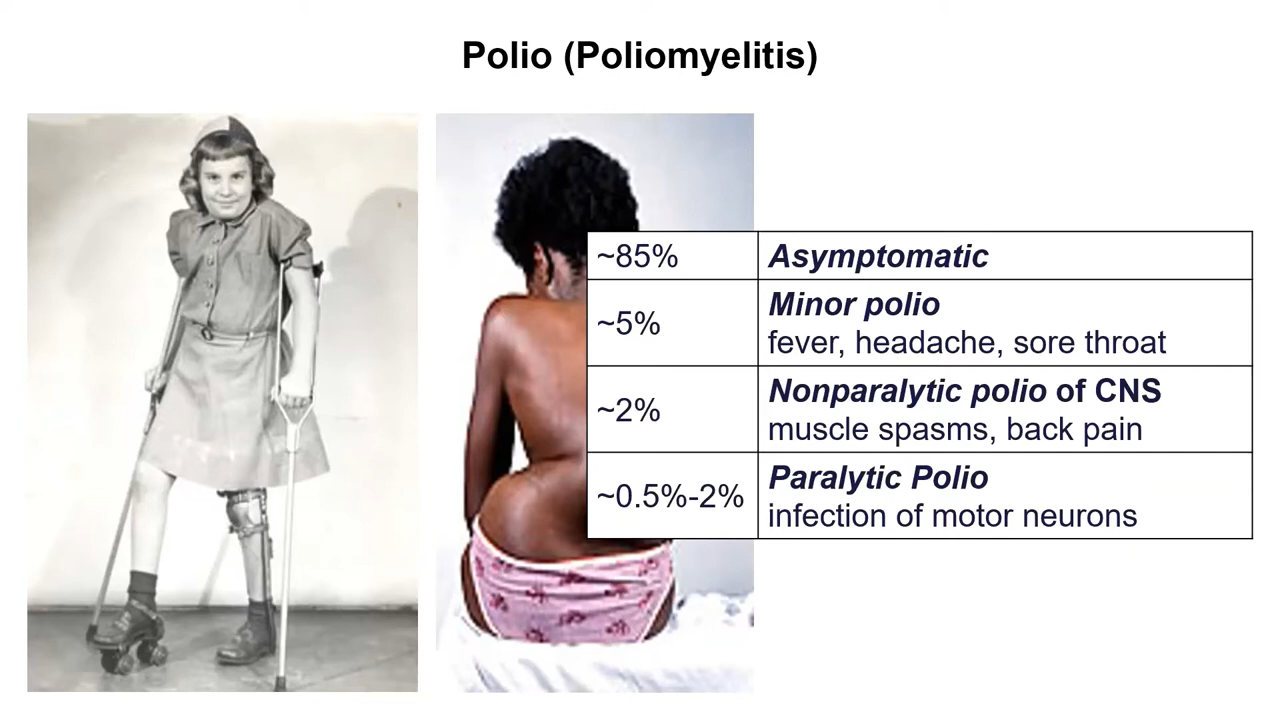 Polio (Poliomyelitis)
~85%
Asymptomatic
~5%
Minor polio
fever, headache, sore throat
~2%
Nonparalytic polio of CNS
muscle spasms, back pain
~0.5%-2%
Paralytic Polio
infection of motor neurons